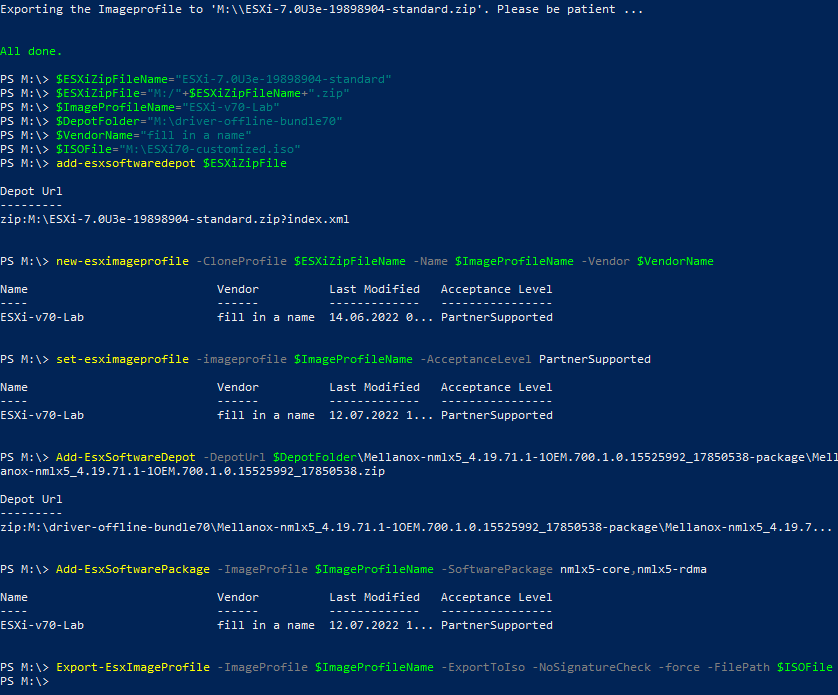 Exporting the Imageprofile to 'M:\\ESXi-7.0U3e-19898904-standard.zip'. Please be patient ...
All done.
PS M:\> $ESXiZipFileName="ESXi-7.0U3e-19898904-standard"
PS M:\> $ESXiZipFile="M:/"+$ESXiZipFileName+".zip"
PS M:\> $ImageProfileName="ESXi-v70-Lab"
PS M:\> $DepotFolder="M:\driver-offline-bundle70"
PS M:\> $VendorName="fill in a name"
PS M:\> $ISOFile="M:\ESXi70-customized.iso"
PS M:\> add-esxsoftwaredepot $ESXiZipFile
Depot Url
---------
zip:M:\ESXi-7.0U3e-19898904-standard.zip?index.xml
PS M:\> new-esximageprofile -CloneProfile $ESXiZipFileName -Name $ImageProfileName -Vendor $VendorName
Name                           Vendor          Last Modified   Acceptance Level
----                           ------          -------------   ----------------
ESXi-v70-Lab                   fill in a name  14.06.2022 0... PartnerSupported
PS M:\> set-esximageprofile -imageprofile $ImageProfileName -AcceptanceLevel PartnerSupported
Name                           Vendor          Last Modified   Acceptance Level
----                           ------          -------------   ----------------
ESXi-v70-Lab                   fill in a name  12.07.2022 1... PartnerSupported
PS M:\> Add-EsxSoftwareDepot -DepotUrl $DepotFolder\Mellanox-nmlx5_4.19.71.1-1OEM.700.1.0.15525992_17850538-package\Mell
anox-nmlx5_4.19.71.1-1OEM.700.1.0.15525992_17850538.zip
Depot Url
---------
zip:M:\driver-offline-bundle70\Mellanox-nmlx5_4.19.71.1-1OEM.700.1.0.15525992_17850538-package\Mellanox-nmlx5_4.19.7...
PS M:\> Add-EsxSoftwarePackage -ImageProfile $ImageProfileName -SoftwarePackage nmlx5-core,nmlx5-rdma
Name                           Vendor          Last Modified   Acceptance Level
----                           ------          -------------   ----------------
ESXi-v70-Lab                   fill in a name  12.07.2022 1... PartnerSupported
PS M:\> Export-EsxImageProfile -ImageProfile $ImageProfileName -ExportToIso -NoSignatureCheck -force -FilePath $ISOFile
PS M:\>